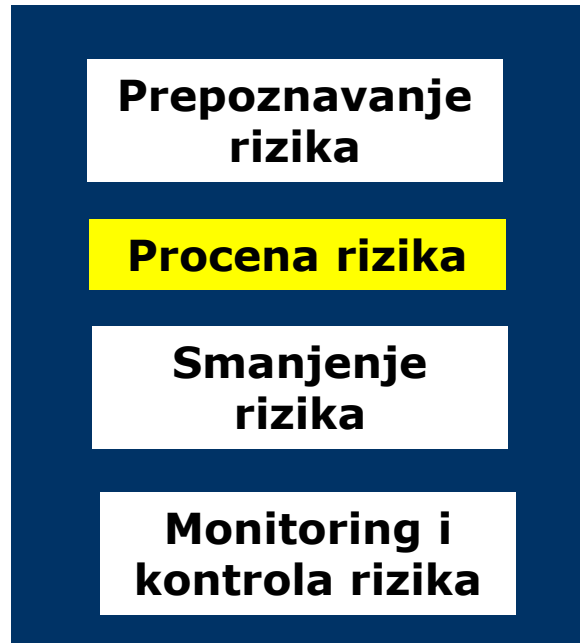 Prepoznavanje
rizika
Procena rizika
Smanjenje
rizika
Monitoring i
kontrola rizika